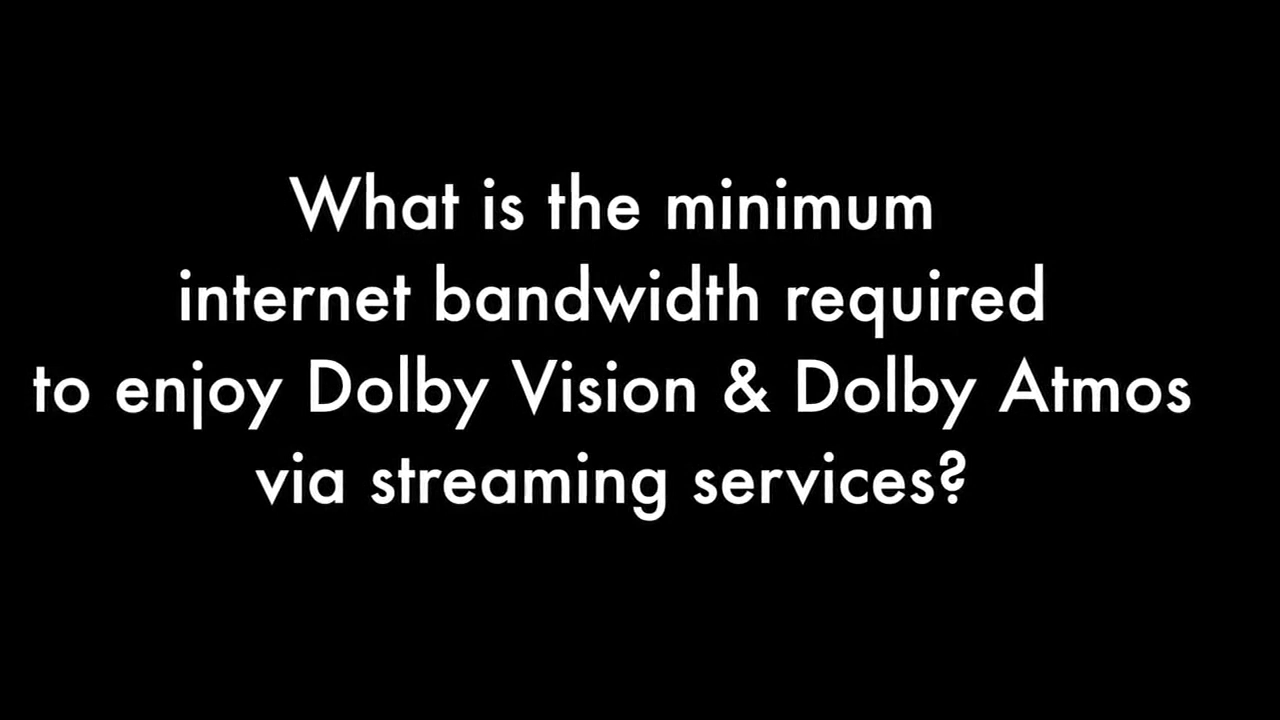 What is the minimum
internet bandwidth required
to enjoy Dolby Vision & Dolby Atmos
via streaming services?